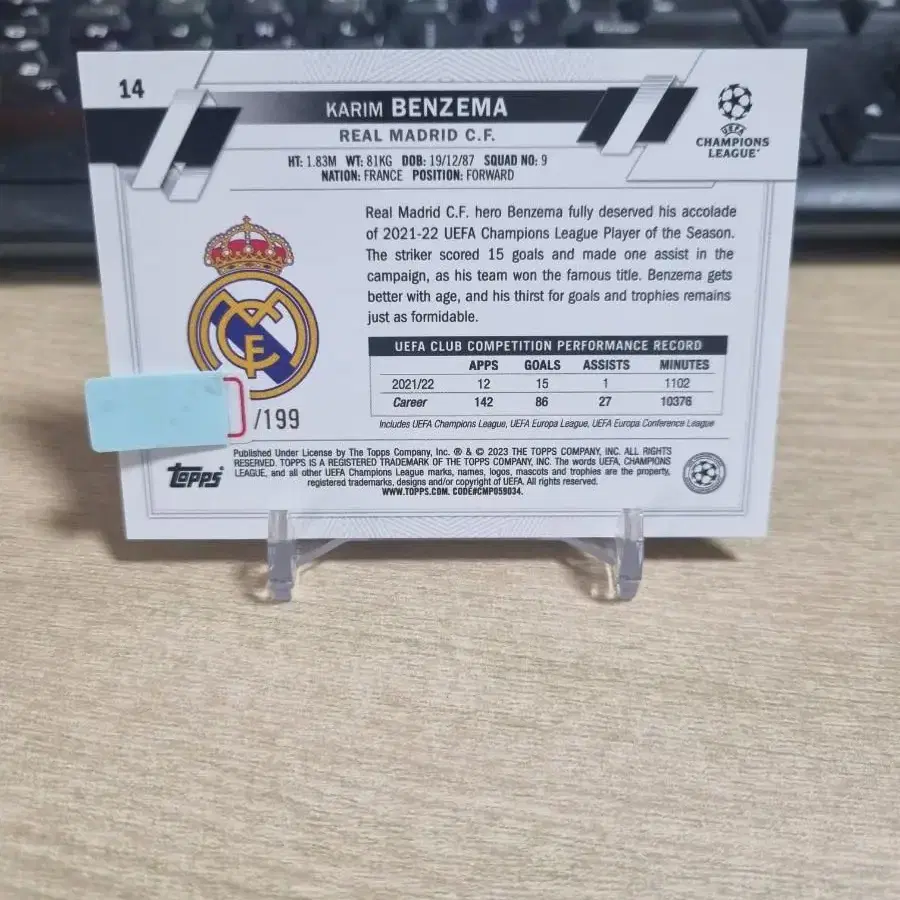 14
KARIM BENZEMA
REAL MADRID C.F.
HT: 1.83M WT: 81KG DOB: 19/12/87 SQUAD NO: 9
NATION: FRANCE POSITION: FORWARD
UEFA
CHAMPIONS
LEAGUE
Real Madrid C.F. hero Benzema fully deserved his accolade
of 2021-22 UEFA Champions League Player of the Season.
The striker scored 15 goals and made one assist in the
campaign, as his team won the famous title. Benzema gets
better with age, and his thirst for goals and trophies remains
just as formidable.
UEFA CLUB COMPETITION PERFORMANCE RECORD
APPS GOALS ASSISTS MINUTES
2021/22 12 15 1 1102
Career 142 86 27 10376
Includes UEFA Champions League, UEFA Europa League, UEFA Europa Conference League
/199
Published Under License by The Topps Company, Inc. ® & © 2023 THE TOPPS COMPANY, INC. ALL RIGHTS
RESERVED. TOPPS IS A REGISTERED TRADEMARK OF THE TOPPS COMPANY, INC. The words UEFA, CHAMPIONS
LEAGUE, and all other UEFA Champions League marks, names, logos, mascots and trophies are the property,
registered trademarks, designs and/or copyright of UEFA. All rights reserved.
WWW.TOPPS.COM. CODE#CMP059034.
Topps